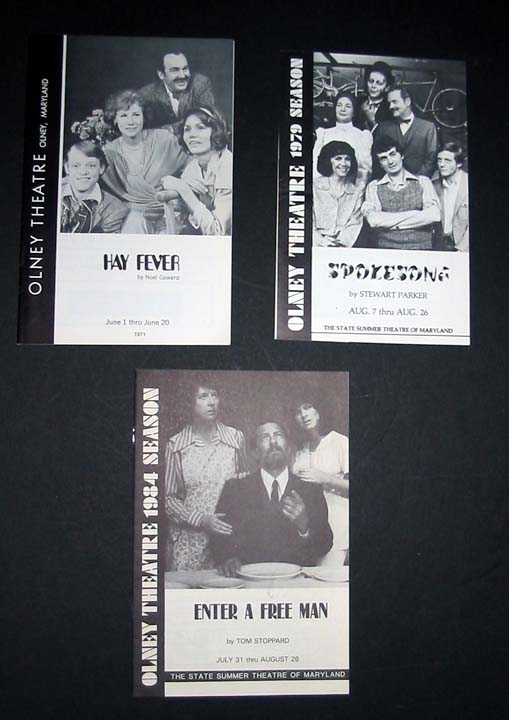 OLNEY THEATRE OLNEY, MARYLAND
HAY FEVER
by Noel Coward
June 1 thru June 20
1971
OLNEY THEATRE 1979 SEASON
SPOKESONG
by STEWART PARKER
AUG. 7 thru AUG. 26
THE STATE SUMMER THEATRE OF MARYLAND
OLNEY THEATRE 1984 SEASON
ENTER A FREE MAN
by TOM STOPPARD
JULY 31 thru AUGUST 26
THE STATE SUMMER THEATRE OF MARYLAND